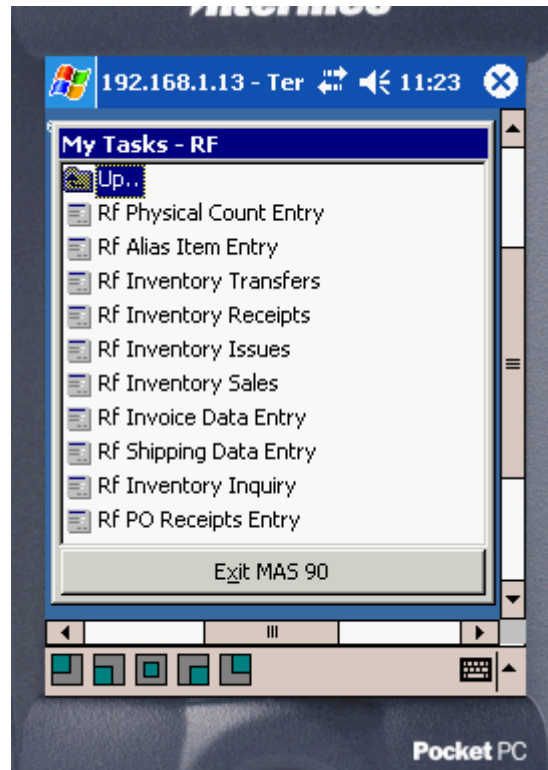 Intermec
192.168.1.13 - Ter 11:23
My Tasks - RF
Up..
Rf Physical Count Entry
Rf Alias Item Entry
Rf Inventory Transfers
Rf Inventory Receipts
Rf Inventory Issues
Rf Inventory Sales
Rf Invoice Data Entry
Rf Shipping Data Entry
Rf Inventory Inquiry
Rf PO Receipts Entry
Exit MAS 90
Pocket PC